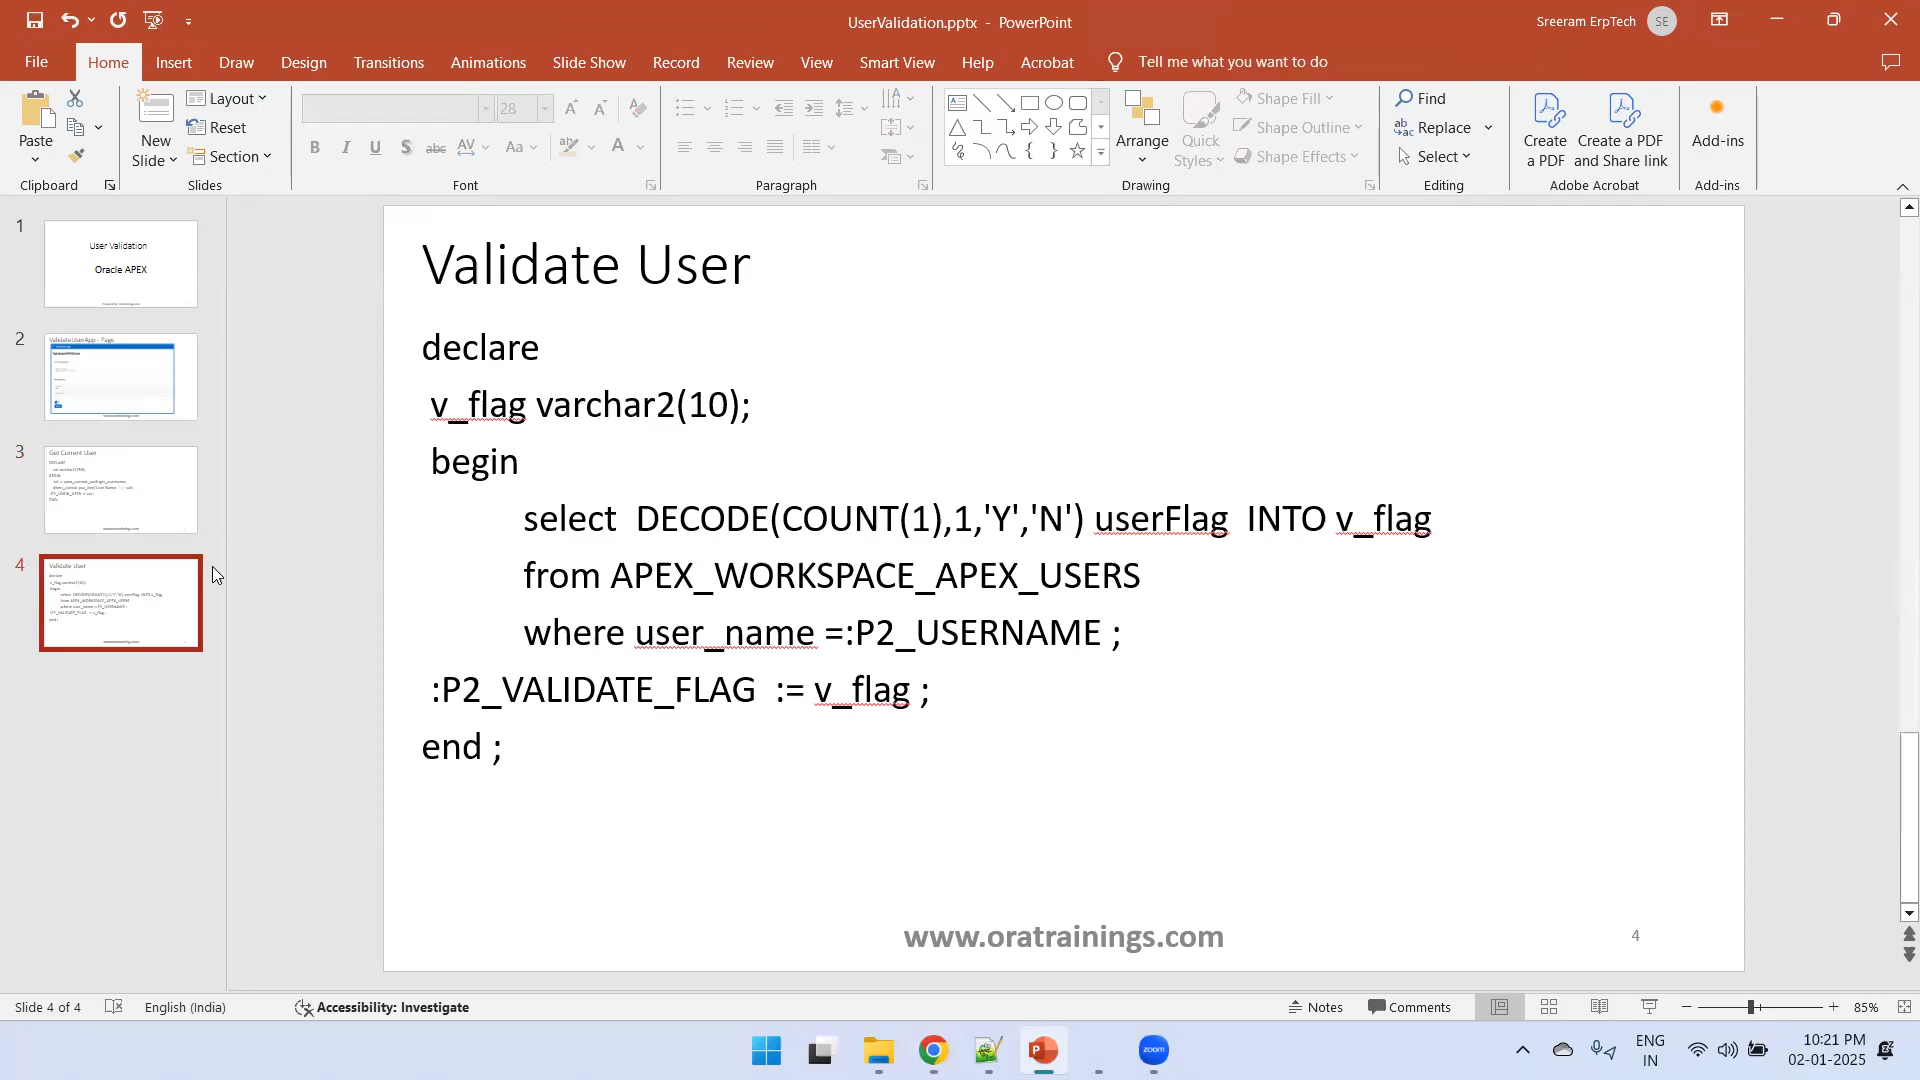 UserValidation.pptx - PowerPoint
Sreeram ErpTech
SE
File
Home
Insert
Draw
Design
Transitions
Animations
Slide Show
Record
Review
View
Smart View
Help
Acrobat
Tell me what you want to do
Paste
Clipboard
New
Slide
Layout
Reset
Section
Slides
28
Font
Paragraph
Arrange
Quick
Styles
Shape Fill
Shape Outline
Shape Effects
Drawing
Find
Replace
Select
Editing
Create
a PDF
Create a PDF
and Share link
Adobe Acrobat
Add-ins
Add-ins
1
User Validation
Oracle APEX
2
ValidateUserApp - Page
3
Get Current User
4
Validate User
Validate User
declare
v_flag varchar2(10);
begin
select DECODE(COUNT(1),1,'Y','N') userFlag INTO v_flag
from APEX_WORKSPACE_APEX_USERS
where user_name =:P2_USERNAME ;
:P2_VALIDATE_FLAG := v_flag ;
end ;
www.oratrainings.com
4
Slide 4 of 4
English (India)
Accessibility: Investigate
Notes
Comments
85%
zoom
ENG
IN
10:21 PM
02-01-2025